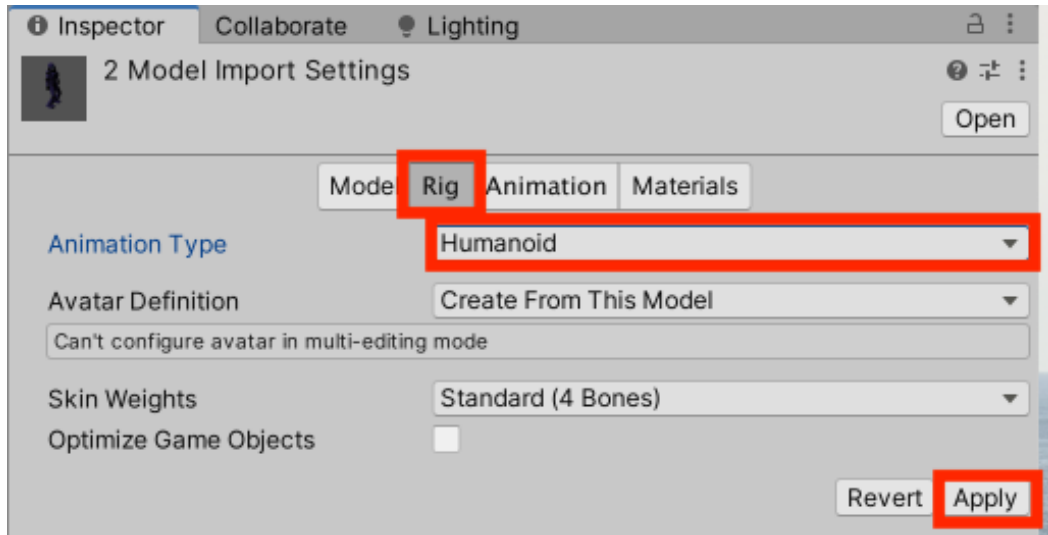 Inspector Collaborate Lighting
2 Model Import Settings
Open
Model Rig Animation Materials
Animation Type Humanoid
Avatar Definition Create From This Model
Can't configure avatar in multi-editing mode
Skin Weights Standard (4 Bones)
Optimize Game Objects
Revert Apply